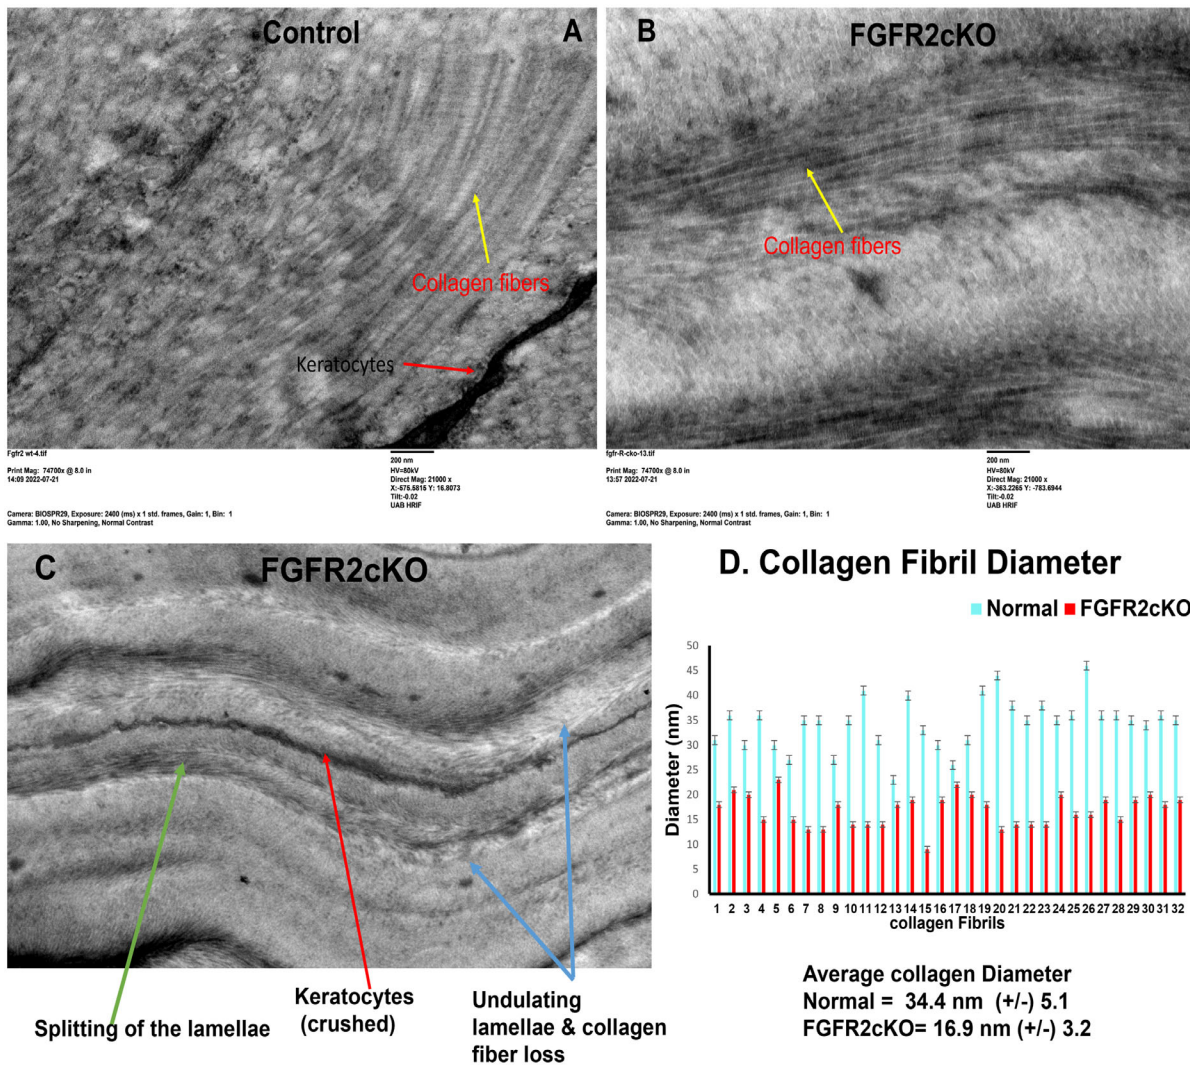 Control
A
Collagen fibers
Keratocytes
Fgfr2 wt-4.tif
Print Mag: 74700x @ 8.0 in
14:09 2022-07-21
Camera: BIOSPR29, Exposure: 2400 (ms) x 1 std. frames, Gain: 1, Bin: 1
Gamma: 1.00, No Sharpening, Normal Contrast
200 nm
HV=80kV
Direct Mag: 21000 x
X:-575.5815 Y: 16.8073
Tilt:-0.02
UAB HRIF
B
FGFR2cKO
Collagen fibers
fgfr-R-cko-13.tif
Print Mag: 74700x @ 8.0 in
13:57 2022-07-21
Camera: BIOSPR29, Exposure: 2400 (ms) x 1 std. frames, Gain: 1, Bin: 1
Gamma: 1.00, No Sharpening, Normal Contrast
200 nm
HV=80kV
Direct Mag: 21000 x
X:-363.2265 Y: -783.6944
Tilt:-0.02
UAB HRIF
C
FGFR2cKO
Splitting of the lamellae
Keratocytes
(crushed)
Undulating
lamellae & collagen
fiber loss
D. Collagen Fibril Diameter
Normal FGFR2cKO
Diameter (nm)
50
45
40
35
30
25
20
15
10
5
0
1 2 3 4 5 6 7 8 9 10 11 12 13 14 15 16 17 18 19 20 21 22 23 24 25 26 27 28 29 30 31 32
collagen Fibrils
Average collagen Diameter
Normal = 34.4 nm (+/-) 5.1
FGFR2cKO= 16.9 nm (+/-) 3.2